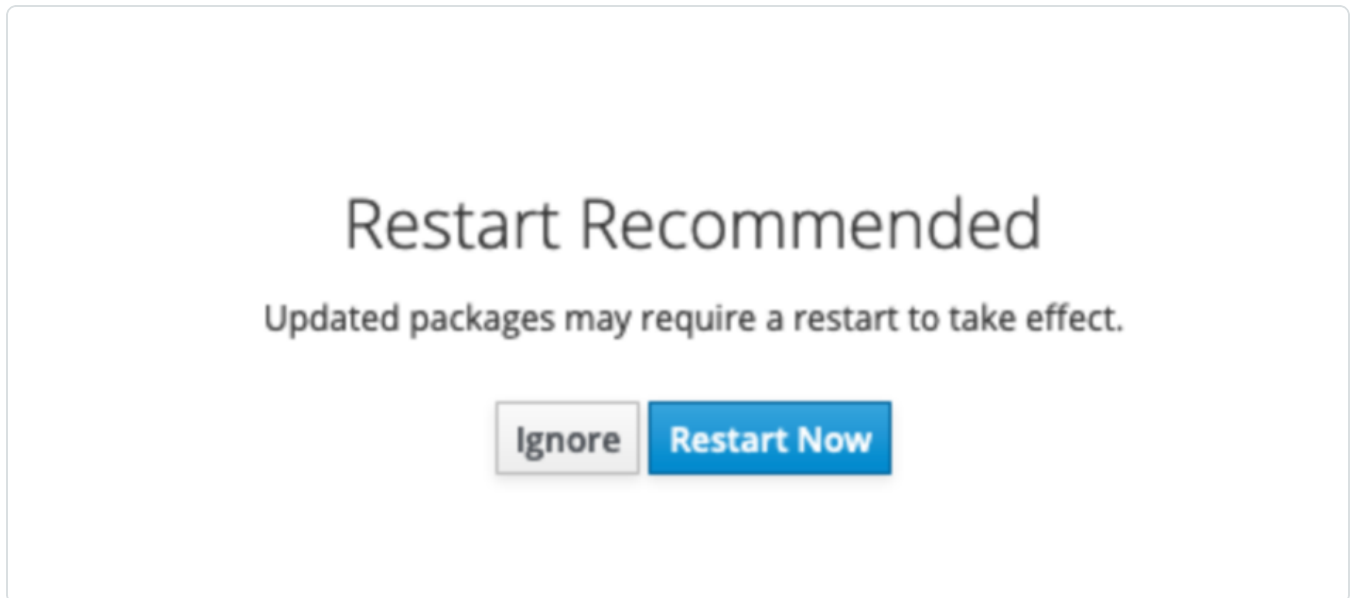 Restart Recommended
Updated packages may require a restart to take effect.
Ignore Restart Now